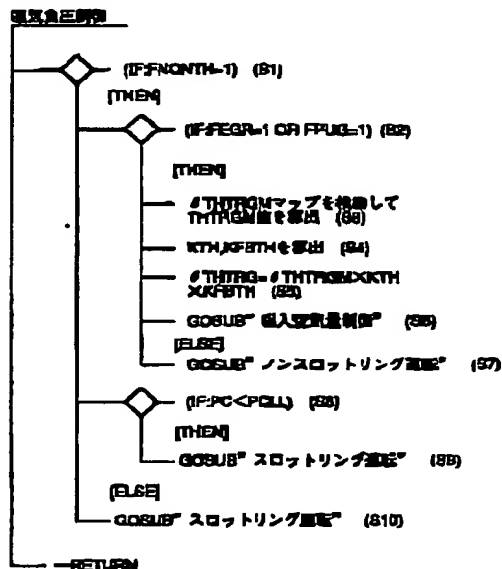 負圧制御
(IF:FNONTH=1) (S1)
[THEN]
(IF:FEGR=1 OR FPUG=1) (S2)
[THEN]
#THTRGMマップを検索して
THTRGM値を算出 (S3)
KTH,KFBTHを算出 (S4)
#THTRG=#THTRGM×KTH
×KFBTH (S5)
GOSUB" 吸入空気量制御" (S6)
[ELSE]
GOSUB" ノンスロットリング運転" (S7)
(IF:PC<PCLL) (S8)
[THEN]
GOSUB" スロットリング運転" (S9)
[ELSE]
GOSUB" スロットリング運転" (S10)
RETURN